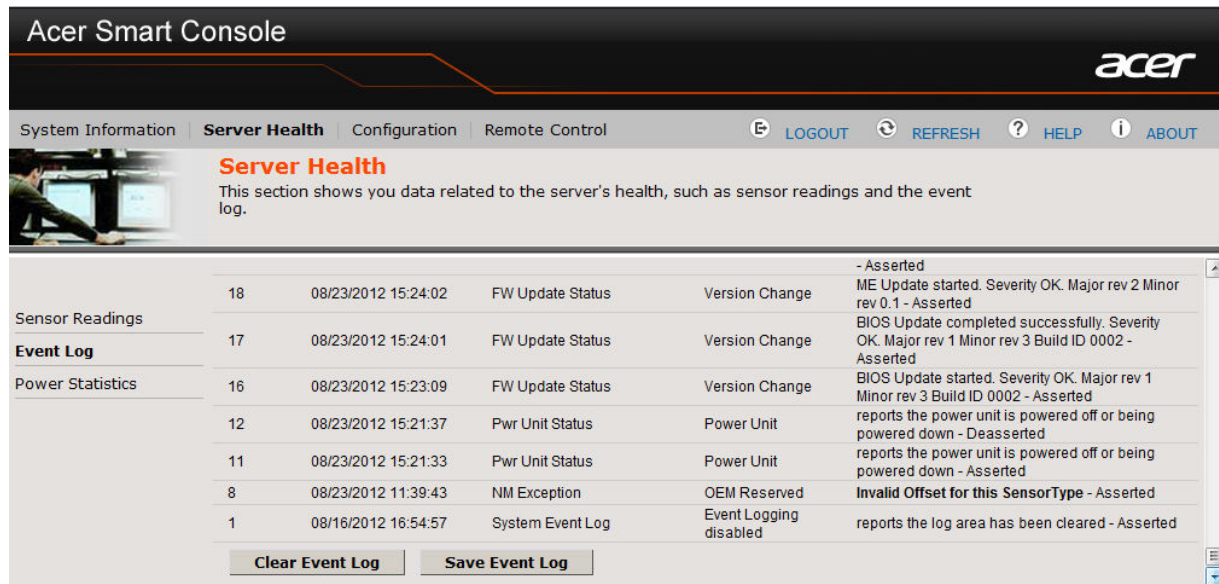 Acer Smart Console
acer
System Information
Server Health
Configuration
Remote Control
LOGOUT
REFRESH
? HELP
i ABOUT
Server Health
This section shows you data related to the server's health, such as sensor readings and the event
log.
Sensor Readings
Event Log
Power Statistics
- Asserted
18 08/23/2012 15:24:02 FW Update Status Version Change ME Update started. Severity OK. Major rev 2 Minor
rev 0.1 - Asserted
17 08/23/2012 15:24:01 FW Update Status Version Change BIOS Update completed successfully. Severity
OK. Major rev 1 Minor rev 3 Build ID 0002 -
Asserted
16 08/23/2012 15:23:09 FW Update Status Version Change BIOS Update started. Severity OK. Major rev 1
Minor rev 3 Build ID 0002 - Asserted
12 08/23/2012 15:21:37 Pwr Unit Status Power Unit reports the power unit is powered off or being
powered down - Deasserted
11 08/23/2012 15:21:33 Pwr Unit Status Power Unit reports the power unit is powered off or being
powered down - Asserted
8 08/23/2012 11:39:43 NM Exception OEM Reserved Invalid Offset for this SensorType - Asserted
1 08/16/2012 16:54:57 System Event Log Event Logging
disabled reports the log area has been cleared - Asserted
Clear Event Log
Save Event Log